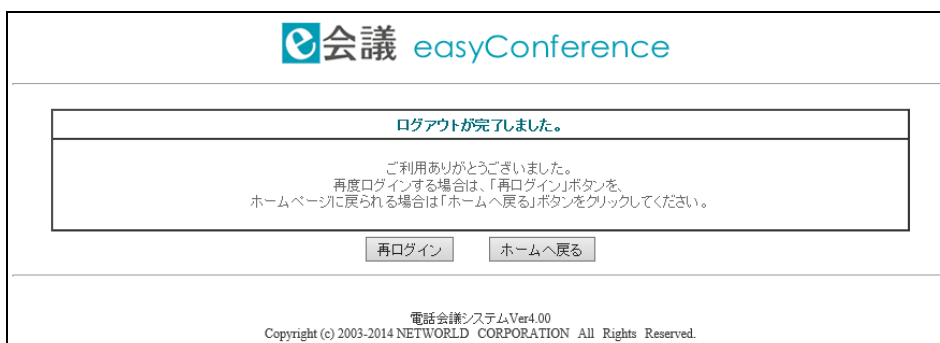 e会議 easyConference
ログアウトが完了しました。
ご利用ありがとうございました。
再度ログインする場合は、「再ログイン」ボタンを、
ホームページに戻られる場合は「ホームへ戻る」ボタンをクリックしてください。
再ログイン ホームへ戻る
電話会議システムVer4.00
Copyright (c) 2003-2014 NETWORLD CORPORATION All Rights Reserved.